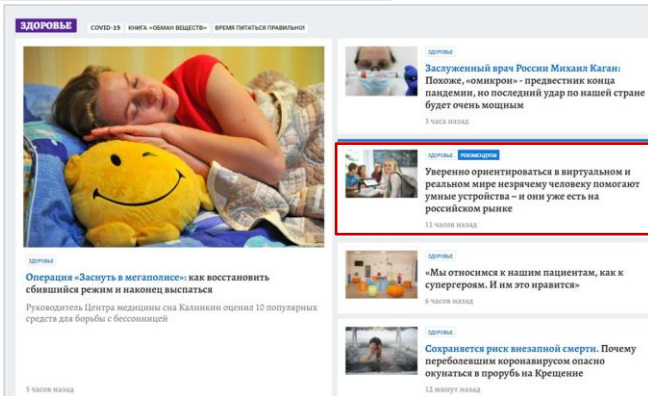 ЗДОРОВЬЕ
COVID-19 КНИГА «ОБМАН ВЕЩЕСТВ» ВРЕМЯ ПИТАТЬСЯ ПРАВИЛЬНО!
ЗДОРОВЬЕ
Операция «Заснуть в мегаполисе»: как восстановить
сбившийся режим и наконец выспаться
Руководитель Центра медицины сна Калинкин оценил 10 популярных
средств для борьбы с бессонницей
5 часов назад
ЗДОРОВЬЕ
Заслуженный врач России Михаил Каган:
Похоже, «омикрон» - предвестник конца
пандемии, но последний удар по нашей стране
будет очень мощным
3 часа назад
ЗДОРОВЬЕ РЕКОМЕНДУЕМ
Уверенно ориентироваться в виртуальном и
реальном мире незрячему человеку помогают
умные устройства – и они уже есть на
российском рынке
11 часов назад
ЗДОРОВЬЕ
«Мы относимся к нашим пациентам, как к
супергероям. И им это нравится»
6 часов назад
ЗДОРОВЬЕ
Сохраняется риск внезапной смерти. Почему
переболевшим коронавирусом опасно
окунаться в прорубь на Крещение
12 минут назад